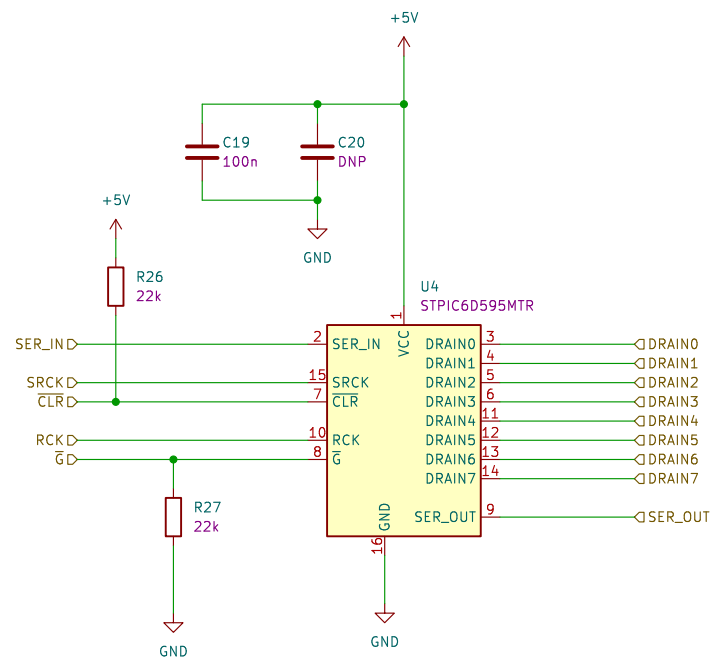 +5V
C19
100n
C20
DNP
+5V
GND
R26
22k
U4
STPIC6D595MTR
1
VCC
SER_IN 2 SER_IN DRAIN0 3 DRAIN0
DRAIN1 4 DRAIN1
SRCK 15 SRCK DRAIN2 5 DRAIN2
C̅L̅R̅ 7 C̅L̅R̅ DRAIN3 6 DRAIN3
DRAIN4 11 DRAIN4
RCK 10 RCK DRAIN5 12 DRAIN5
G̅ 8 G̅ DRAIN6 13 DRAIN6
DRAIN7 14 DRAIN7
R27
22k
GND
16
SER_OUT 9 SER_OUT
GND
GND